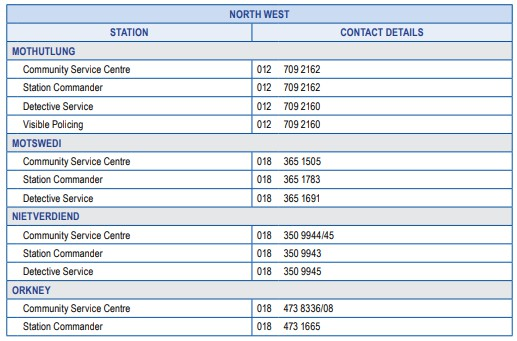 NORTH WEST
STATION CONTACT DETAILS
MOTHUTLUNG
Community Service Centre 012 709 2162
Station Commander 012 709 2162
Detective Service 012 709 2160
Visible Policing 012 709 2160
MOTSWEDI
Community Service Centre 018 365 1505
Station Commander 018 365 1783
Detective Service 018 365 1691
NIETVERDIEND
Community Service Centre 018 350 9944/45
Station Commander 018 350 9943
Detective Service 018 350 9945
ORKNEY
Community Service Centre 018 473 8336/08
Station Commander 018 473 1665